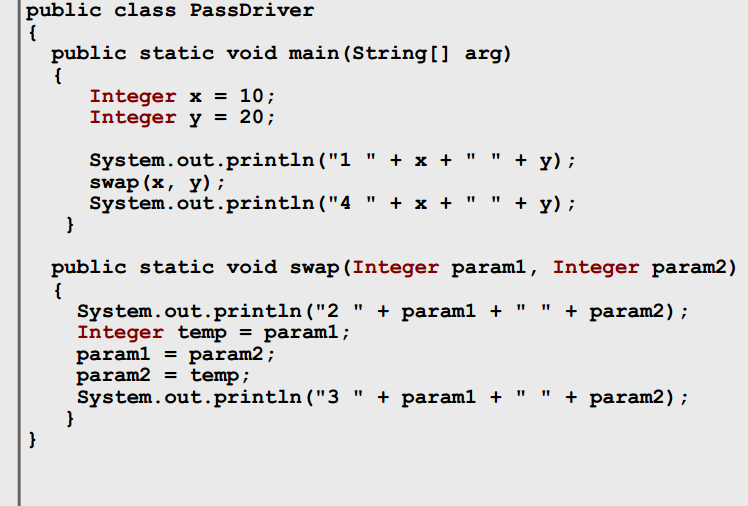 public class PassDriver
{
public static void main(String[] arg)
{
Integer x = 10;
Integer y = 20;
System.out.println("1 " + x + " " + y);
swap(x, y);
System.out.println("4 " + x + " " + y);
}
public static void swap(Integer param1, Integer param2)
{
System.out.println("2 " + param1 + " " + param2);
Integer temp = param1;
param1 = param2;
param2 = temp;
System.out.println("3 " + param1 + " " + param2);
}
}